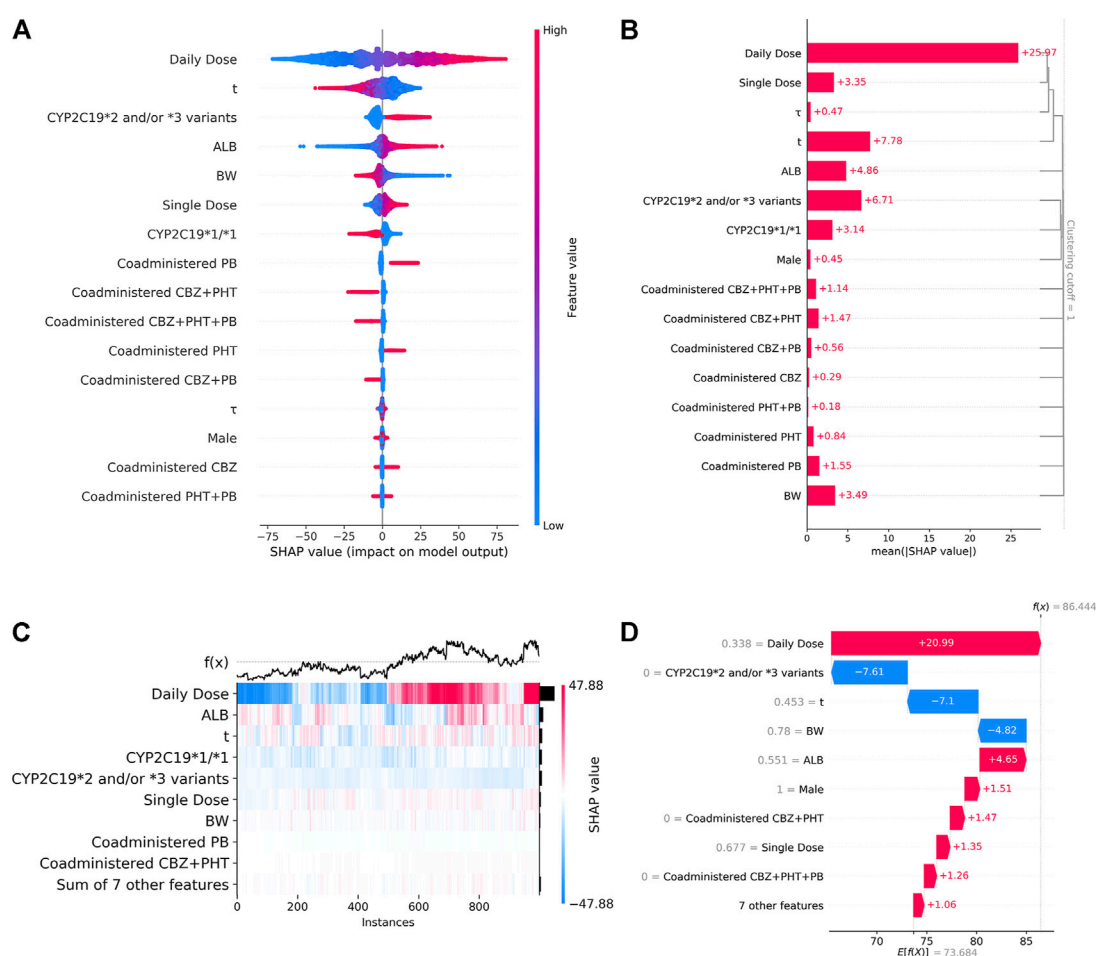 A
High
Daily Dose
t
CYP2C19*2 and/or *3 variants
ALB
BW
Single Dose
CYP2C19*1/*1
Coadministered PB
Coadministered CBZ+PHT
Coadministered CBZ+PHT+PB
Coadministered PHT
Coadministered CBZ+PB
τ
Male
Coadministered CBZ
Coadministered PHT+PB
Low
Feature value
−75 −50 −25 0 25 50 75
SHAP value (impact on model output)
B
Daily Dose +25.97
Single Dose +3.35
τ +0.47
t +7.78
ALB +4.86
CYP2C19*2 and/or *3 variants +6.71
CYP2C19*1/*1 +3.14
Male +0.45
Coadministered CBZ+PHT+PB +1.14
Coadministered CBZ+PHT +1.47
Coadministered CBZ+PB +0.56
Coadministered CBZ +0.29
Coadministered PHT+PB +0.18
Coadministered PHT +0.84
Coadministered PB +1.55
BW +3.49
Clustering cutoff = 1
0 5 10 15 20 25
mean(|SHAP value|)
C
f(x)
47.88
Daily Dose
ALB
t
CYP2C19*1/*1
CYP2C19*2 and/or *3 variants
Single Dose
BW
Coadministered PB
Coadministered CBZ+PHT
Sum of 7 other features
−47.88
SHAP value
0 200 400 600 800
Instances
D
f(x) = 86.444
0.338 = Daily Dose +20.99
0 = CYP2C19*2 and/or *3 variants −7.61
0.453 = t −7.1
0.78 = BW −4.82
0.551 = ALB +4.65
1 = Male +1.51
0 = Coadministered CBZ+PHT +1.47
0.677 = Single Dose +1.35
0 = Coadministered CBZ+PHT+PB +1.26
7 other features +1.06
70 75 80 85
E[f(X)] = 73.684